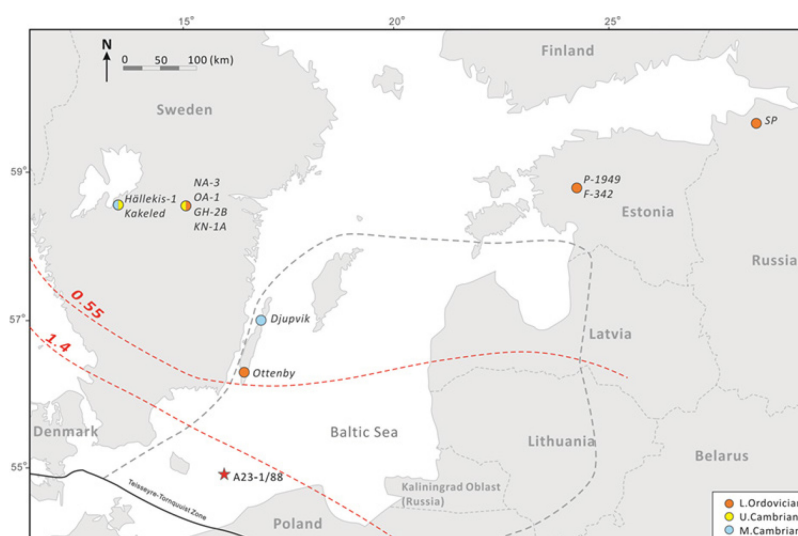 15°
20°
25°
N
0 50 100 (km)
Finland
Sweden
SP
59°
NA-3
OA-1
GH-2B
KN-1A
Hällekis-1
Kakeled
P-1949
F-342
Estonia
Russia
0.55
57°
Djupvik
1.4
Latvia
Ottenby
Denmark
Baltic Sea
Lithuania
Belarus
55°
A23-1/88
Kaliningrad Oblast
(Russia)
Teisseyre-Tornquist Zone
Poland
L.Ordovician
U.Cambrian
M.Cambrian